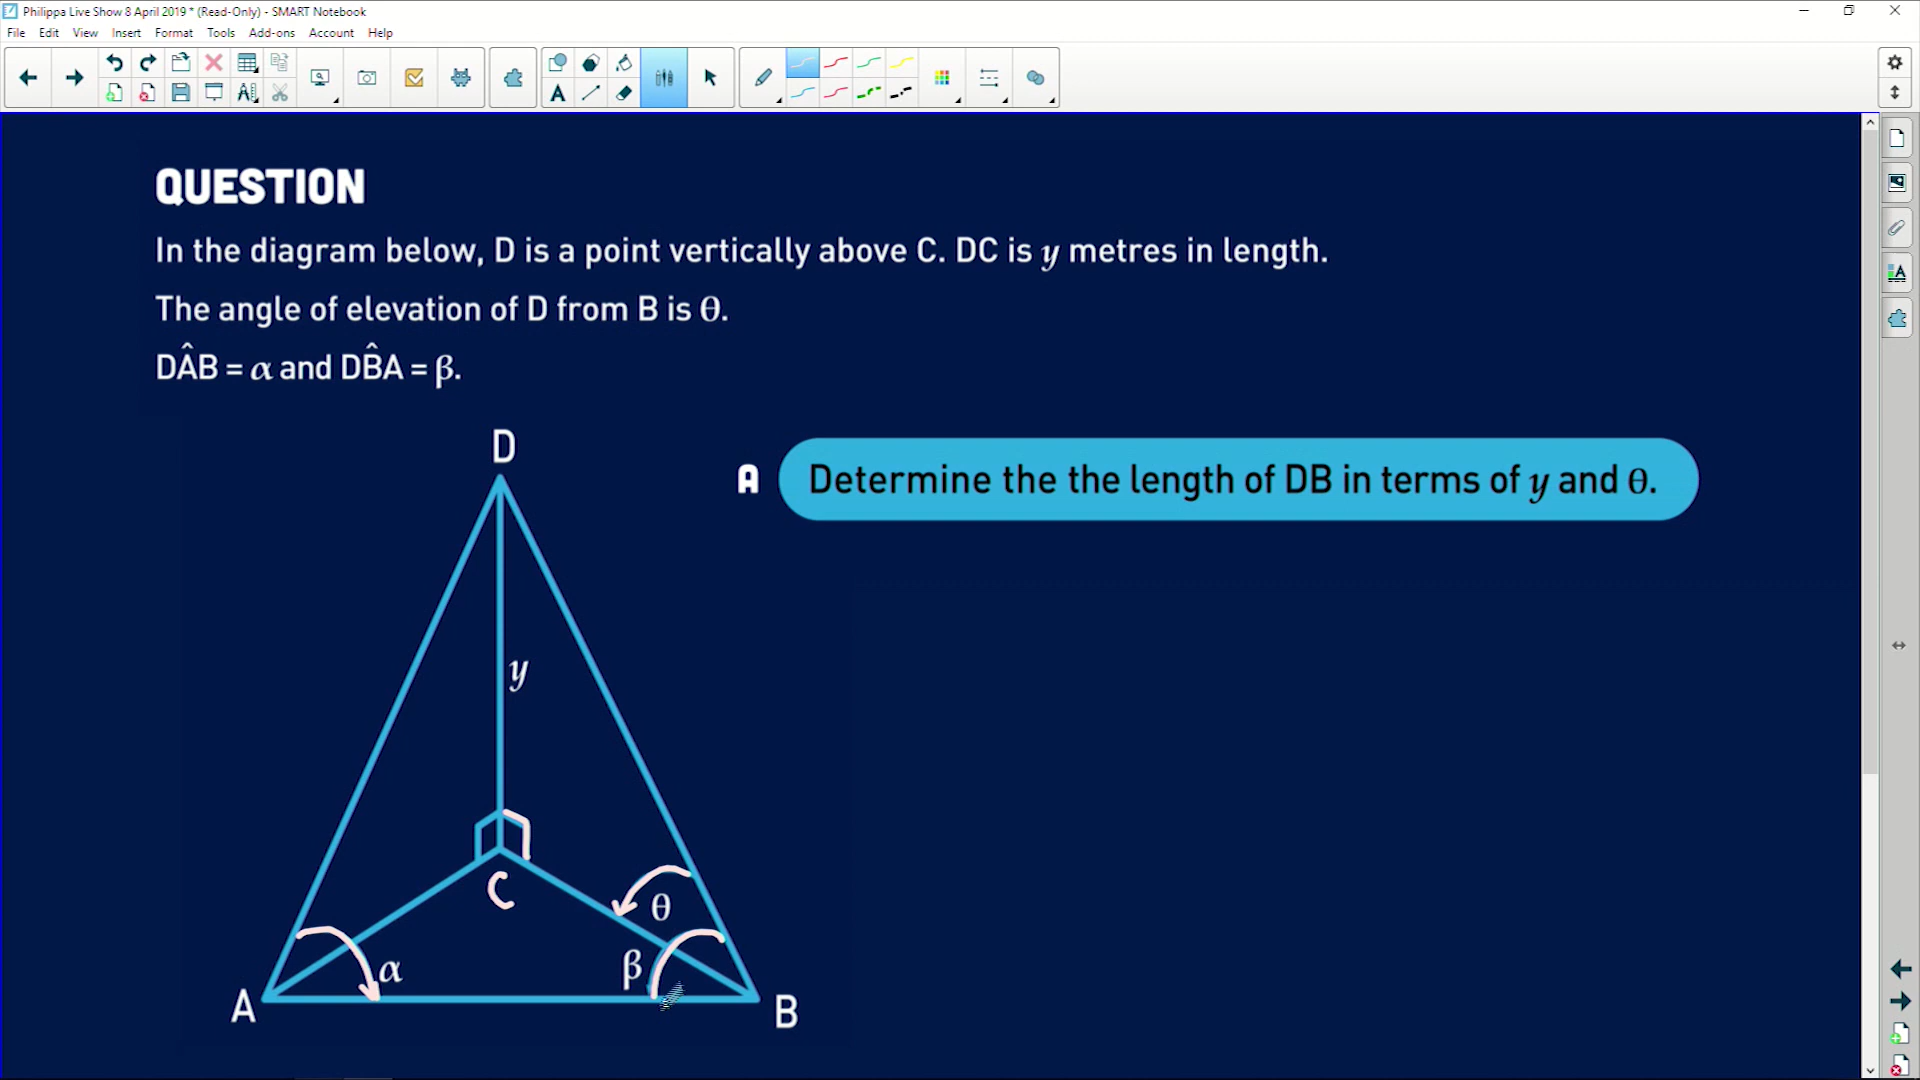 Philippa Live Show 8 April 2019 * (Read-Only) - SMART Notebook
File Edit View Insert Format Tools Add-ons Account Help
QUESTION
In the diagram below, D is a point vertically above C. DC is y metres in length.
The angle of elevation of D from B is θ.
DÂB = α and DB̂A = β.
D
A Determine the the length of DB in terms of y and θ.
y
C
θ
β
α
A
B